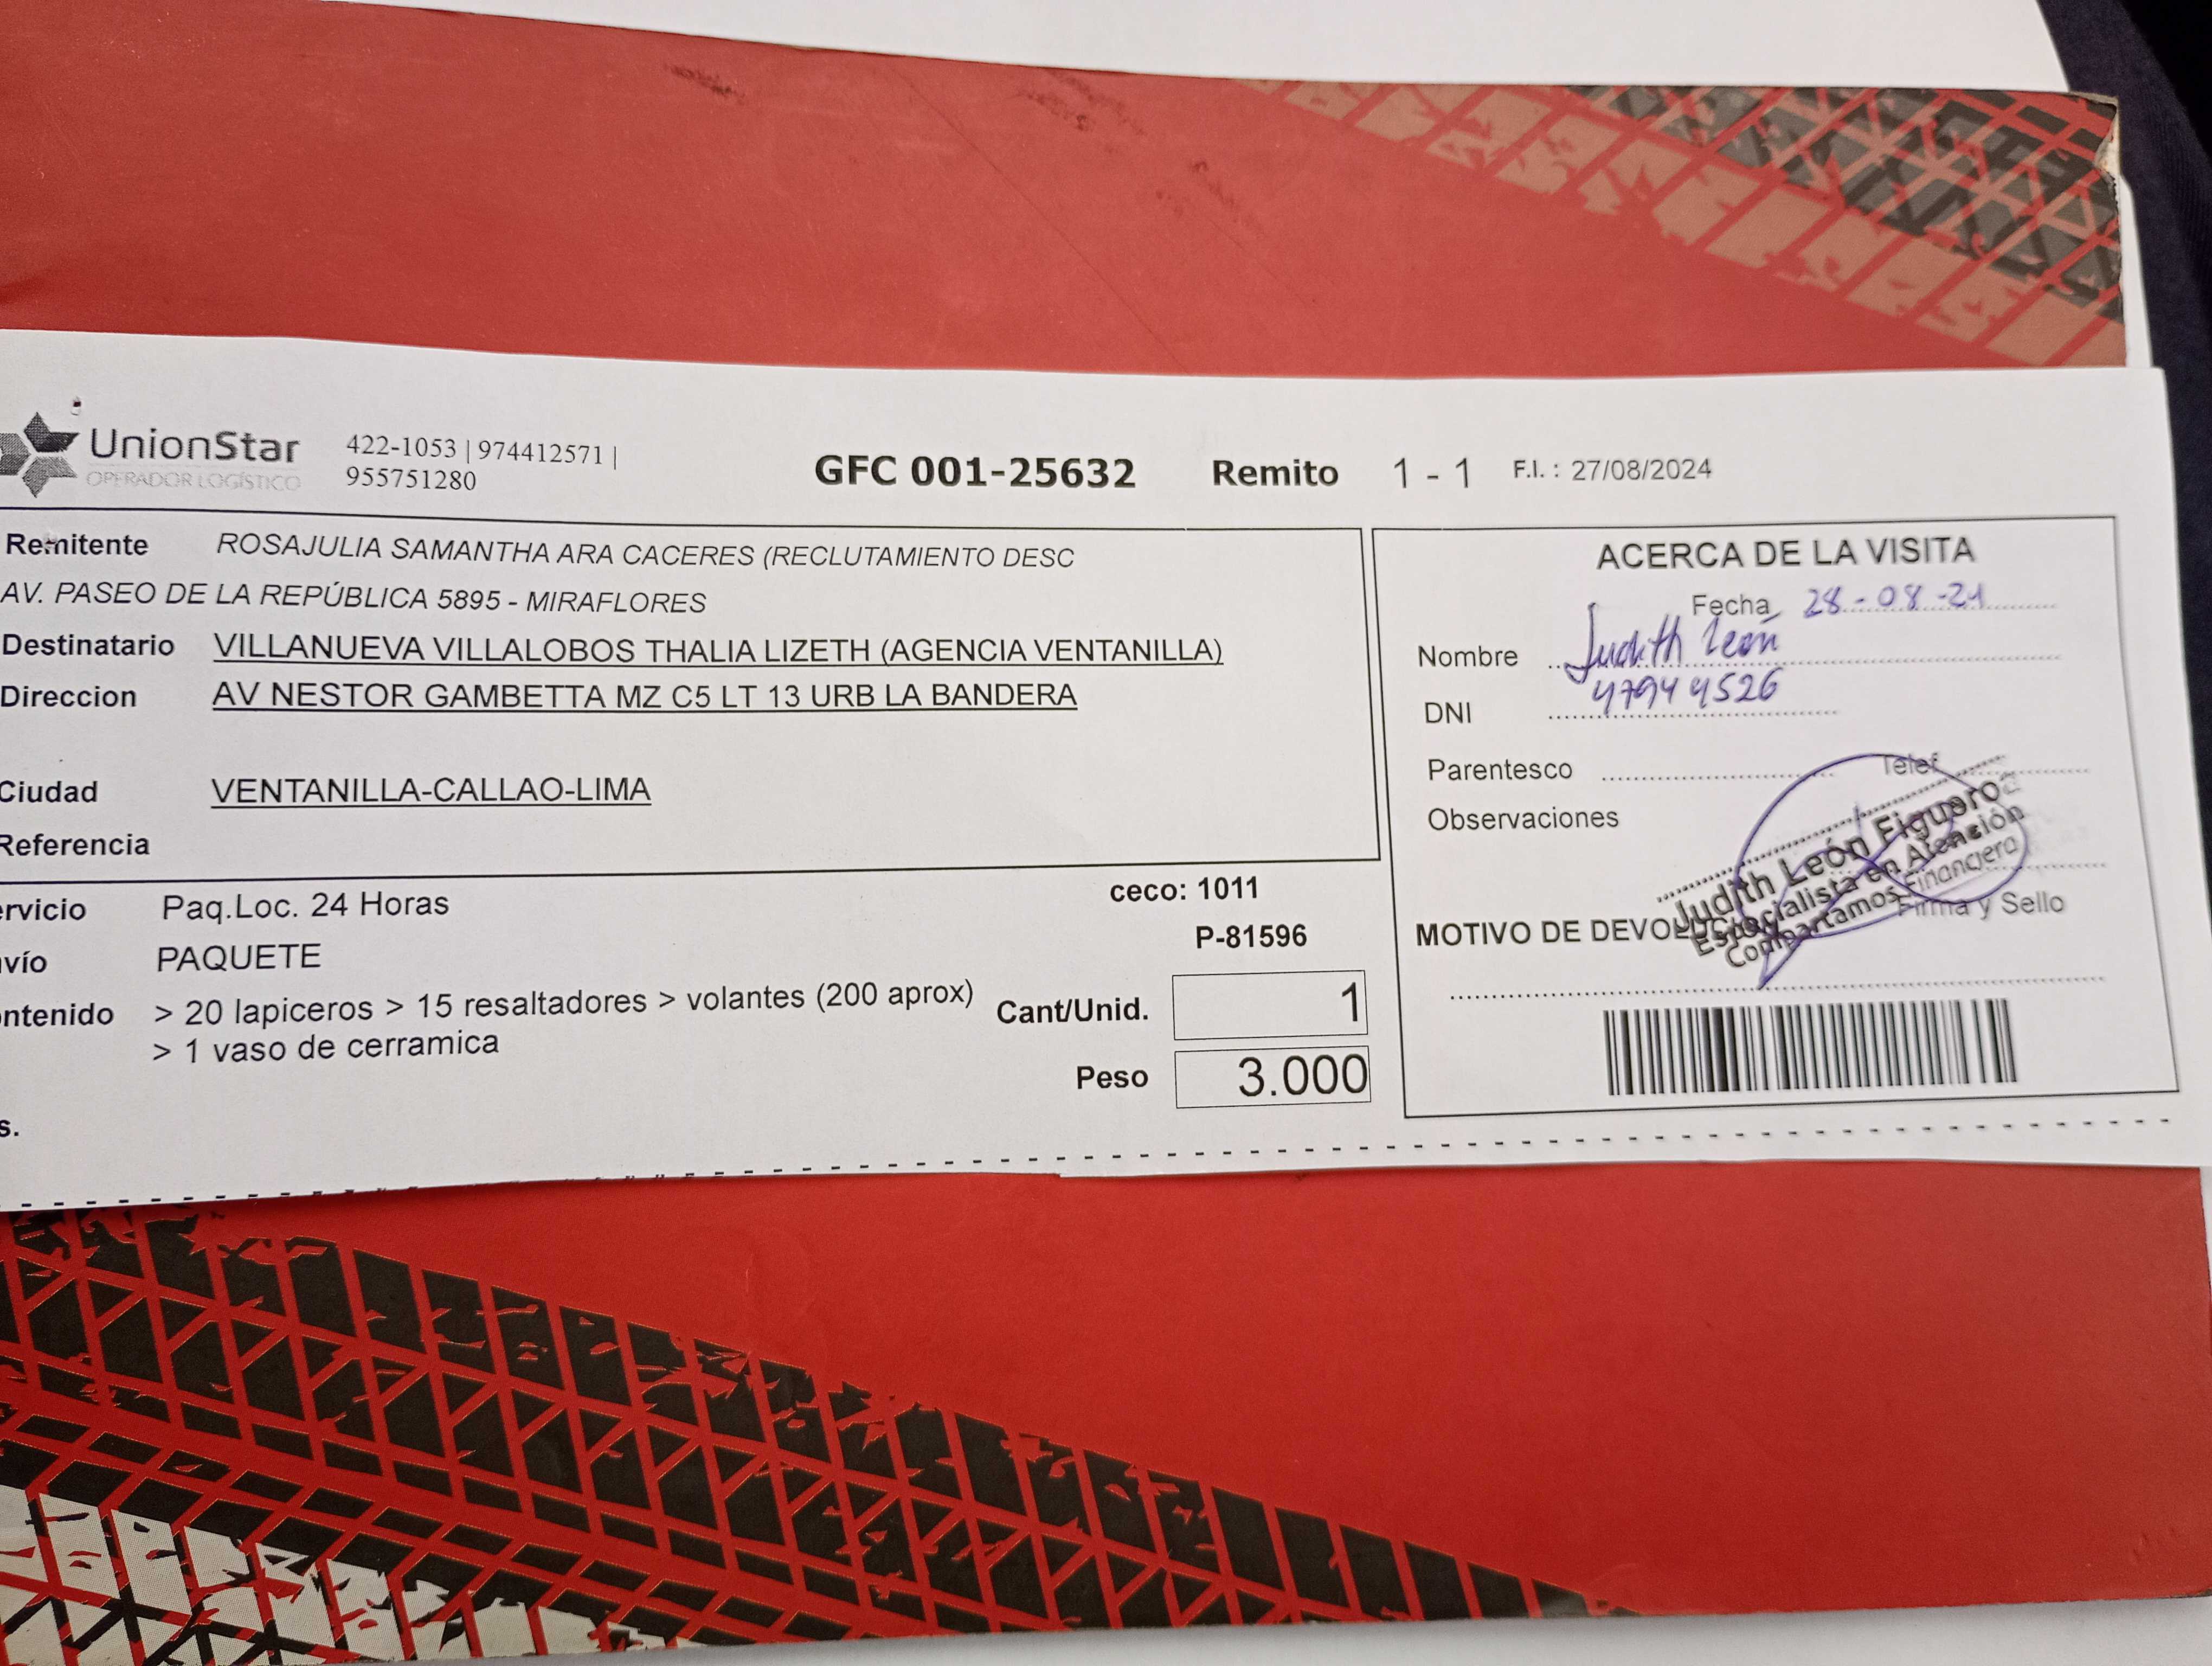 UnionStar
OPERADOR LOGÍSTICO
422-1053 | 974412571 |
955751280
GFC 001-25632 Remito 1 - 1 F.I. : 27/08/2024
Remitente ROSAJULIA SAMANTHA ARA CACERES (RECLUTAMIENTO DESC
AV. PASEO DE LA REPÚBLICA 5895 - MIRAFLORES
Destinatario VILLANUEVA VILLALOBOS THALIA LIZETH (AGENCIA VENTANILLA)
Direccion AV NESTOR GAMBETTA MZ C5 LT 13 URB LA BANDERA
Ciudad VENTANILLA-CALLAO-LIMA
Referencia
ervicio Paq.Loc. 24 Horas
ceco: 1011
P-81596
vío PAQUETE
ntenido > 20 lapiceros > 15 resaltadores > volantes (200 aprox)
> 1 vaso de cerramica
Cant/Unid. 1
Peso 3.000
s.
ACERCA DE LA VISITA
Fecha 28-08-24
Nombre Judith León
DNI 47944526
Parentesco Telef
Observaciones
Judith León Figueroa
Especialista en Atención
Compartamos Financiera
Firma y Sello
MOTIVO DE DEVOLUC